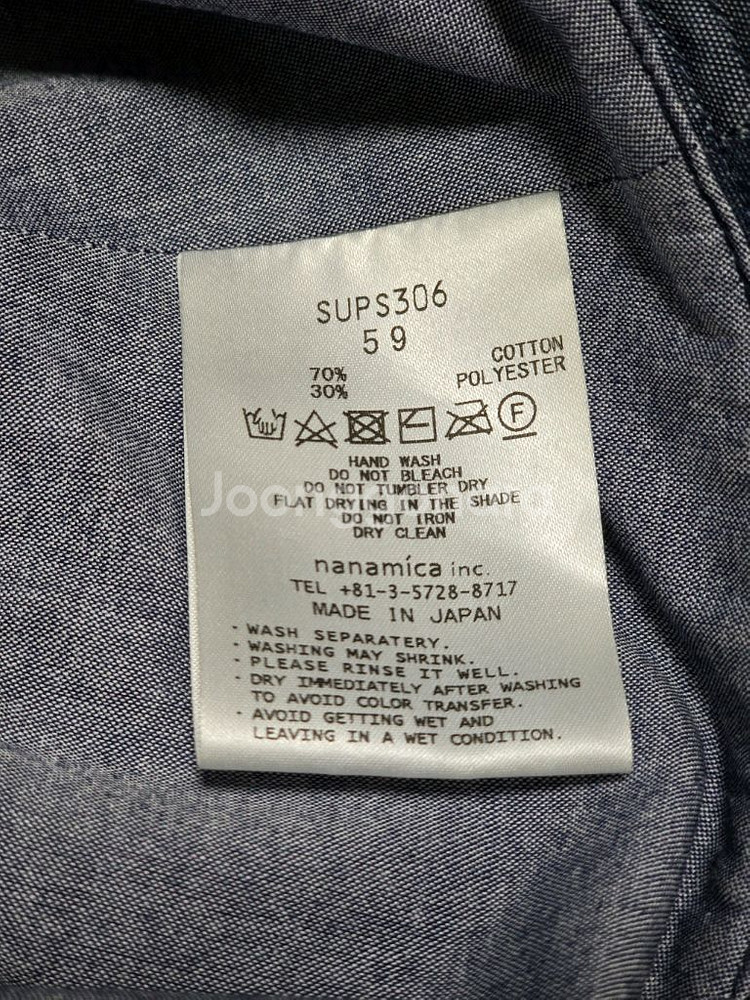 SUPS306
59
70% COTTON
30% POLYESTER
F
HAND WASH
DO NOT BLEACH
DO NOT TUMBLER DRY
FLAT DRYING IN THE SHADE
DO NOT IRON
DRY CLEAN
nanamica inc.
TEL +81-3-5728-8717
MADE IN JAPAN
・WASH SEPARATERY.
・WASHING MAY SHRINK.
・PLEASE RINSE IT WELL.
・DRY IMMEDIATELY AFTER WASHING
TO AVOID COLOR TRANSFER.
・AVOID GETTING WET AND
LEAVING IN A WET CONDITION.